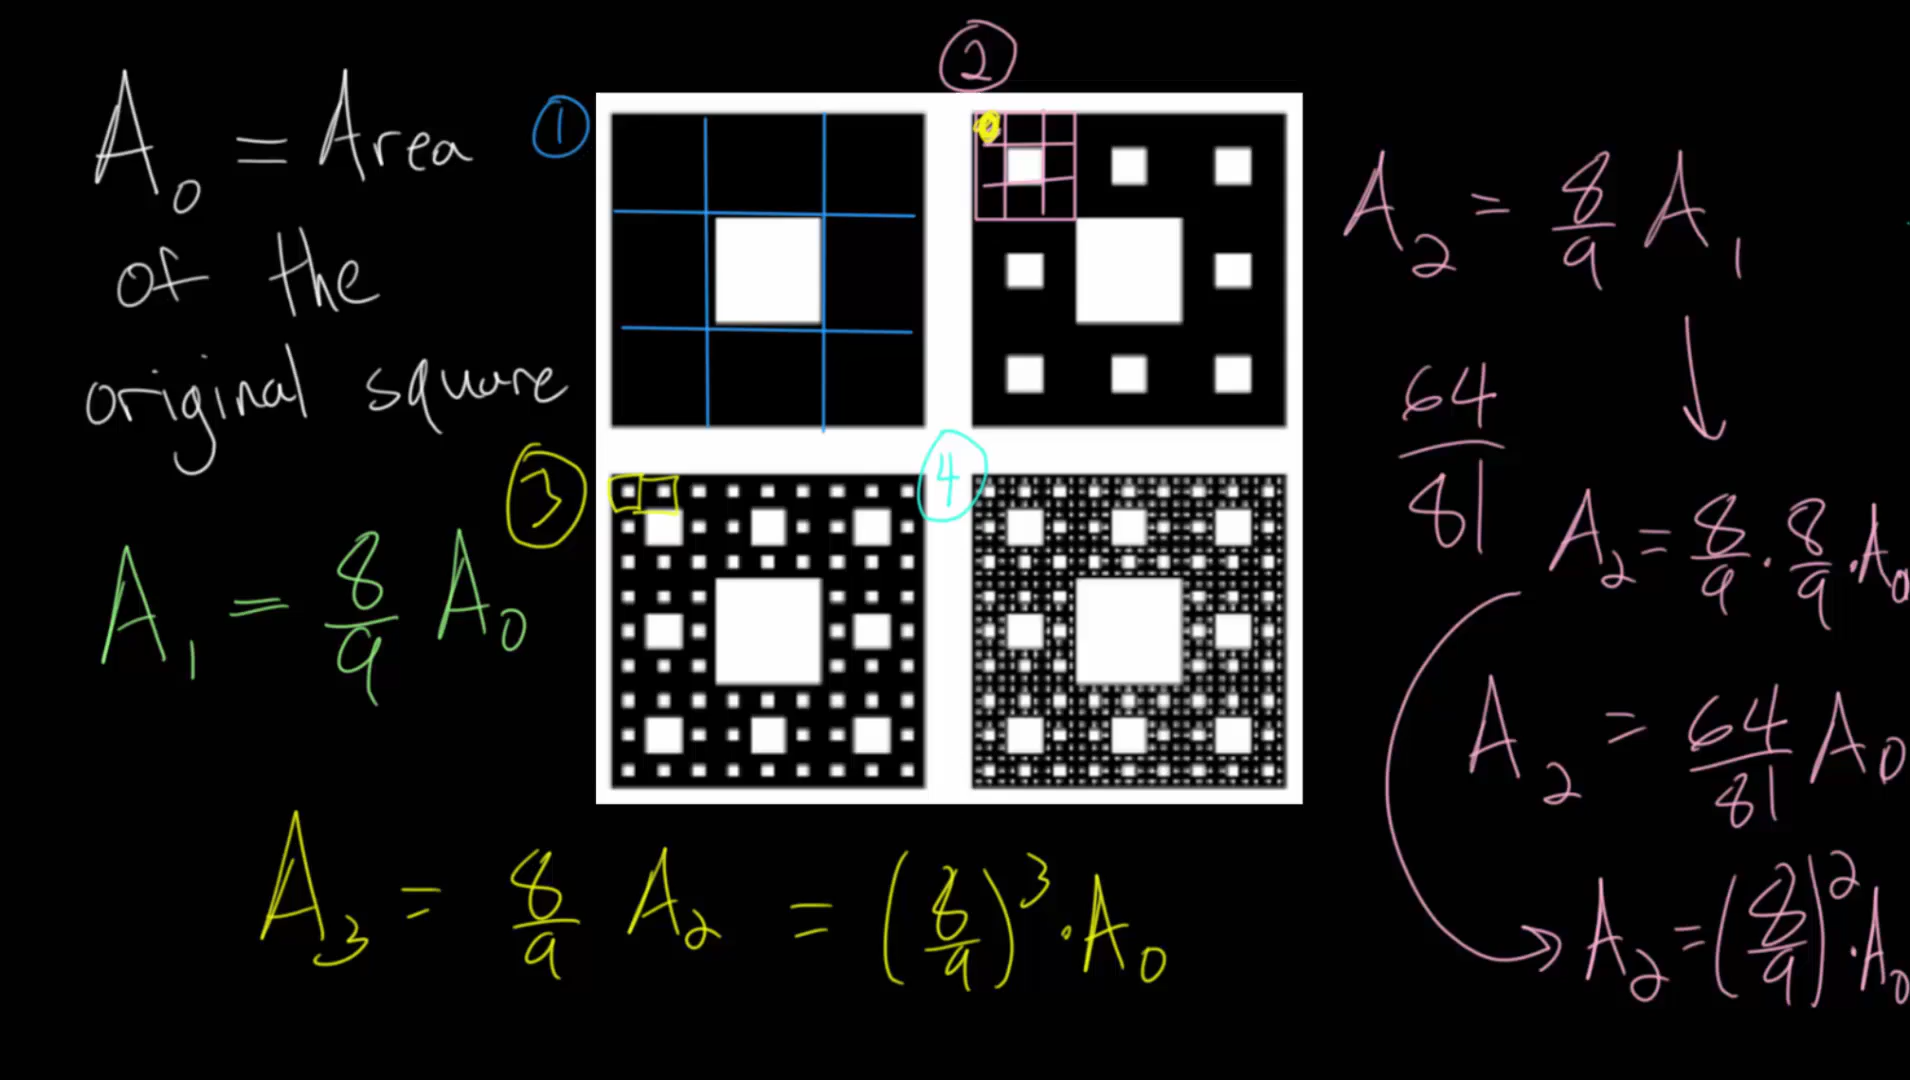 A₀ = Area
of the
original square
①
②
③
④
A₁ = 8/9 A₀
A₂ = 8/9 A₁
64/81
A₂ = 8/9 · 8/9 · A₀
A₂ = 64/81 A₀
A₂ = (8/9)² · A₀
A₃ = 8/9 A₂ = (8/9)³ · A₀